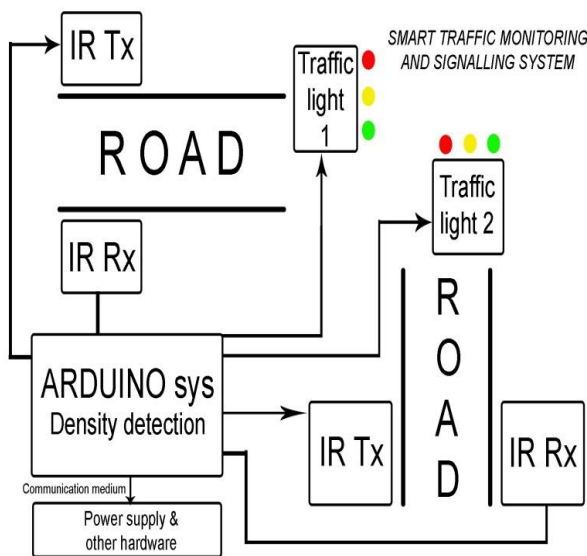 IR Tx
Traffic
light
1
SMART TRAFFIC MONITORING
AND SIGNALLING SYSTEM
ROAD
Traffic
light 2
IR Rx
R
O
A
D
ARDUINO sys
Density detection
IR Tx
IR Rx
Communication medium
Power supply &
other hardware